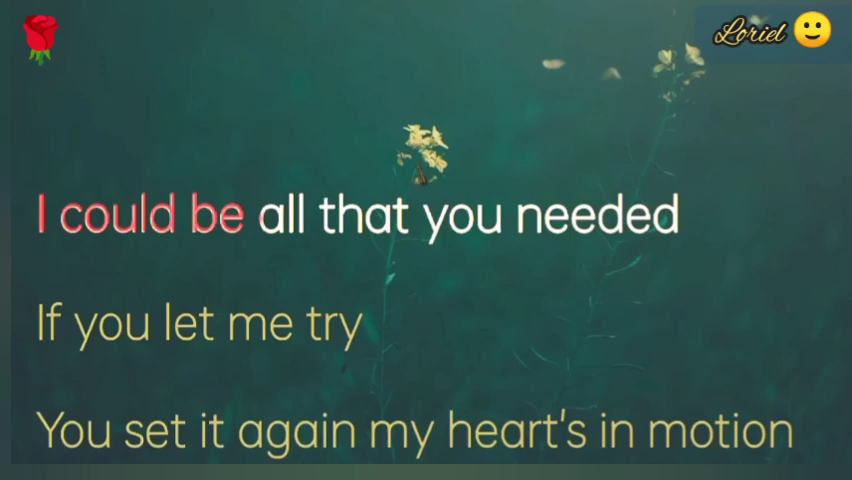 Loriel
I could be all that you needed
If you let me try
You set it again my heart's in motion